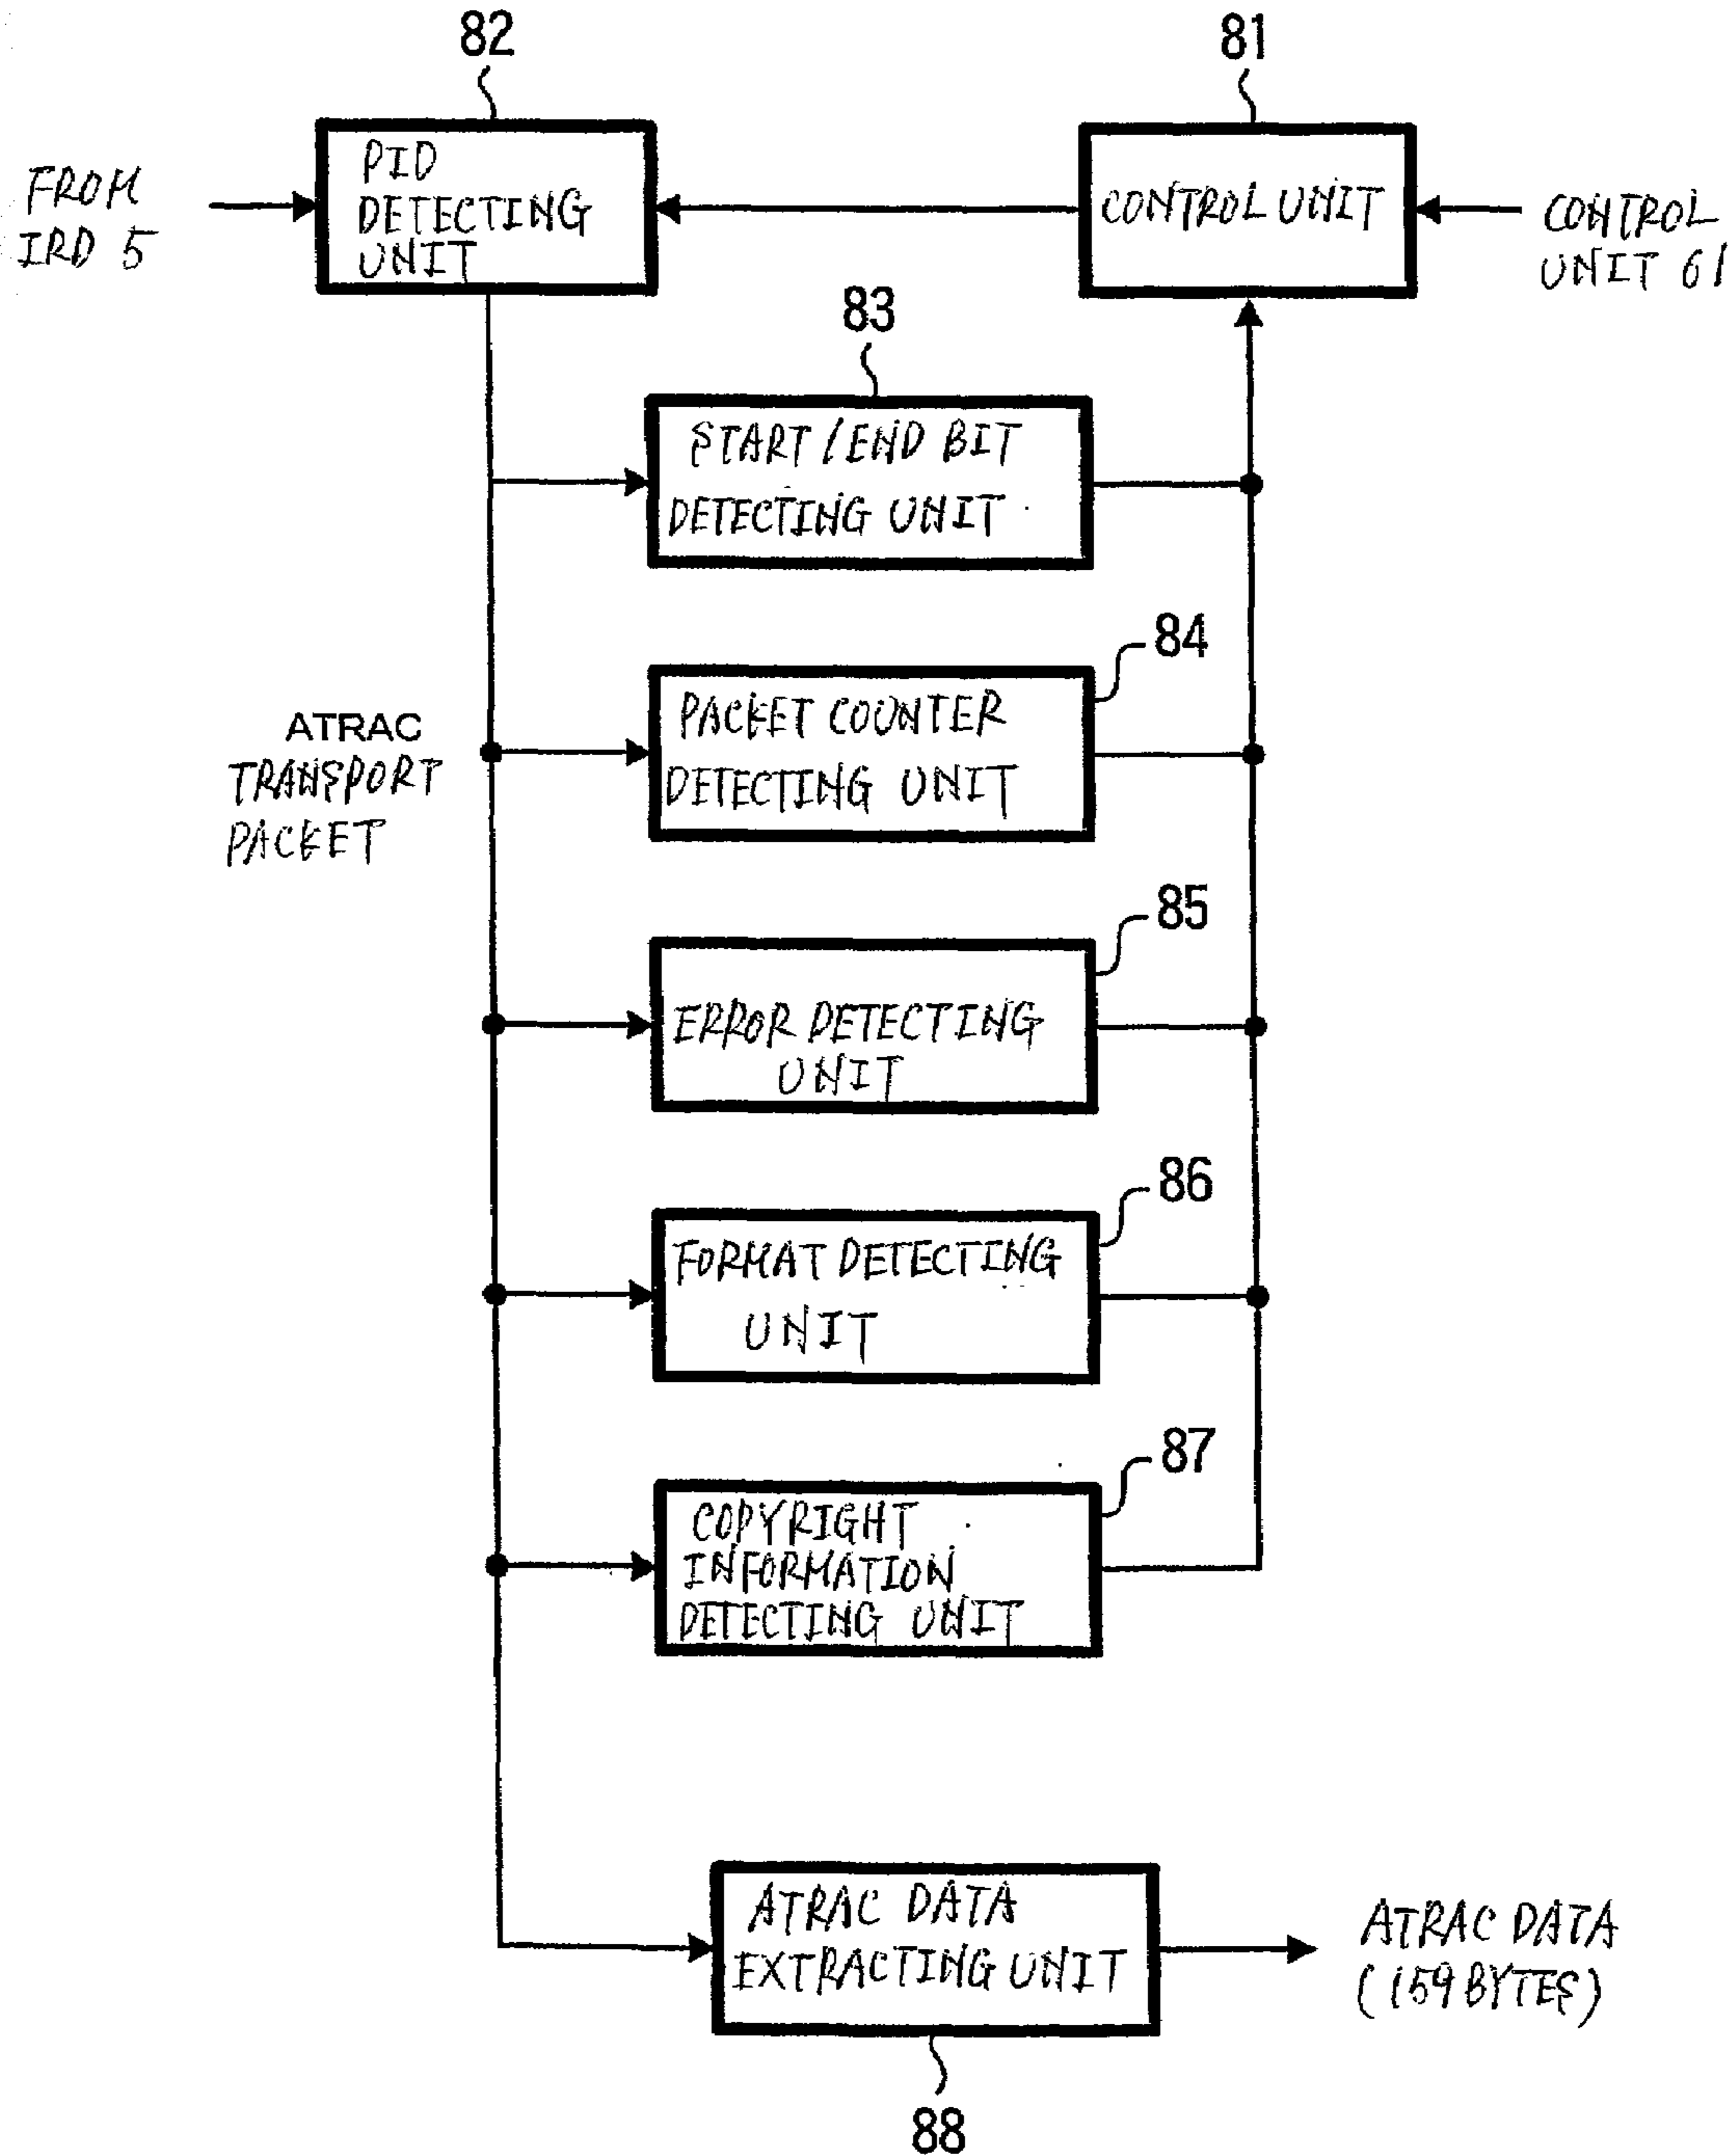 82
81
PID
DETECTING
UNIT
CONTROL UNIT
FROM
IRD 5
CONTROL
UNIT 61
83
START/END BIT
DETECTING UNIT
84
PACKET COUNTER
DETECTING UNIT
ATRAC
TRANSPORT
PACKET
85
ERROR DETECTING
UNIT
86
FORMAT DETECTING
UNIT
87
COPYRIGHT
INFORMATION
DETECTING UNIT
ATRAC DATA
EXTRACTING UNIT
ATRAC DATA
(159 BYTES)
88